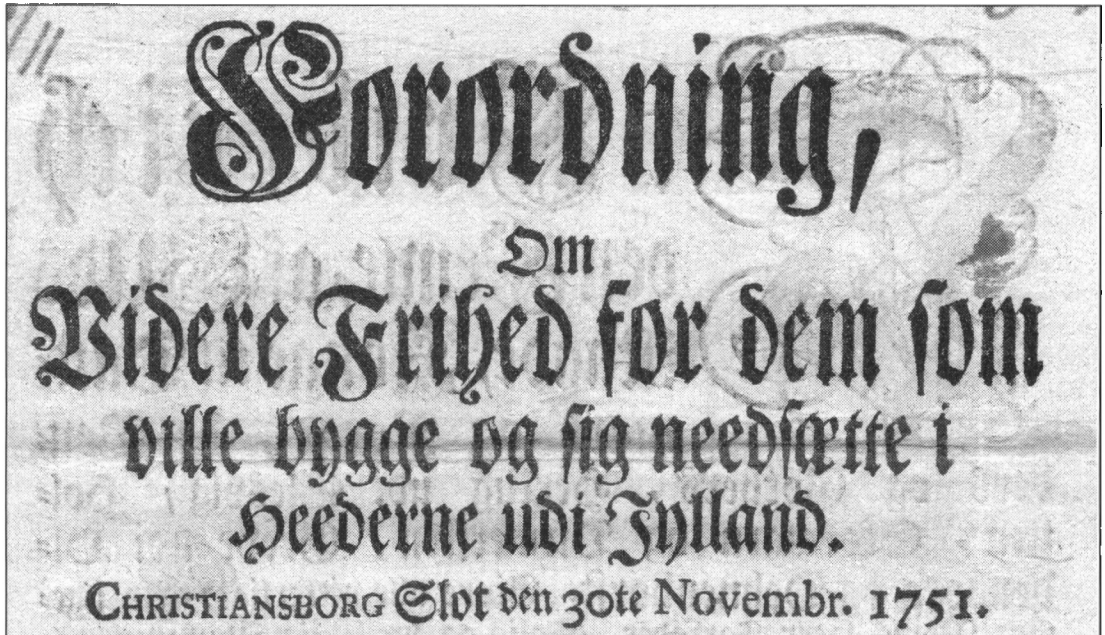 Forordning,
Om
Videre Frihed for dem som
ville bygge og sig needsætte i
Heederne udi Jylland.
CHRISTIANSBORG Slot den 30te Novembr. 1751.